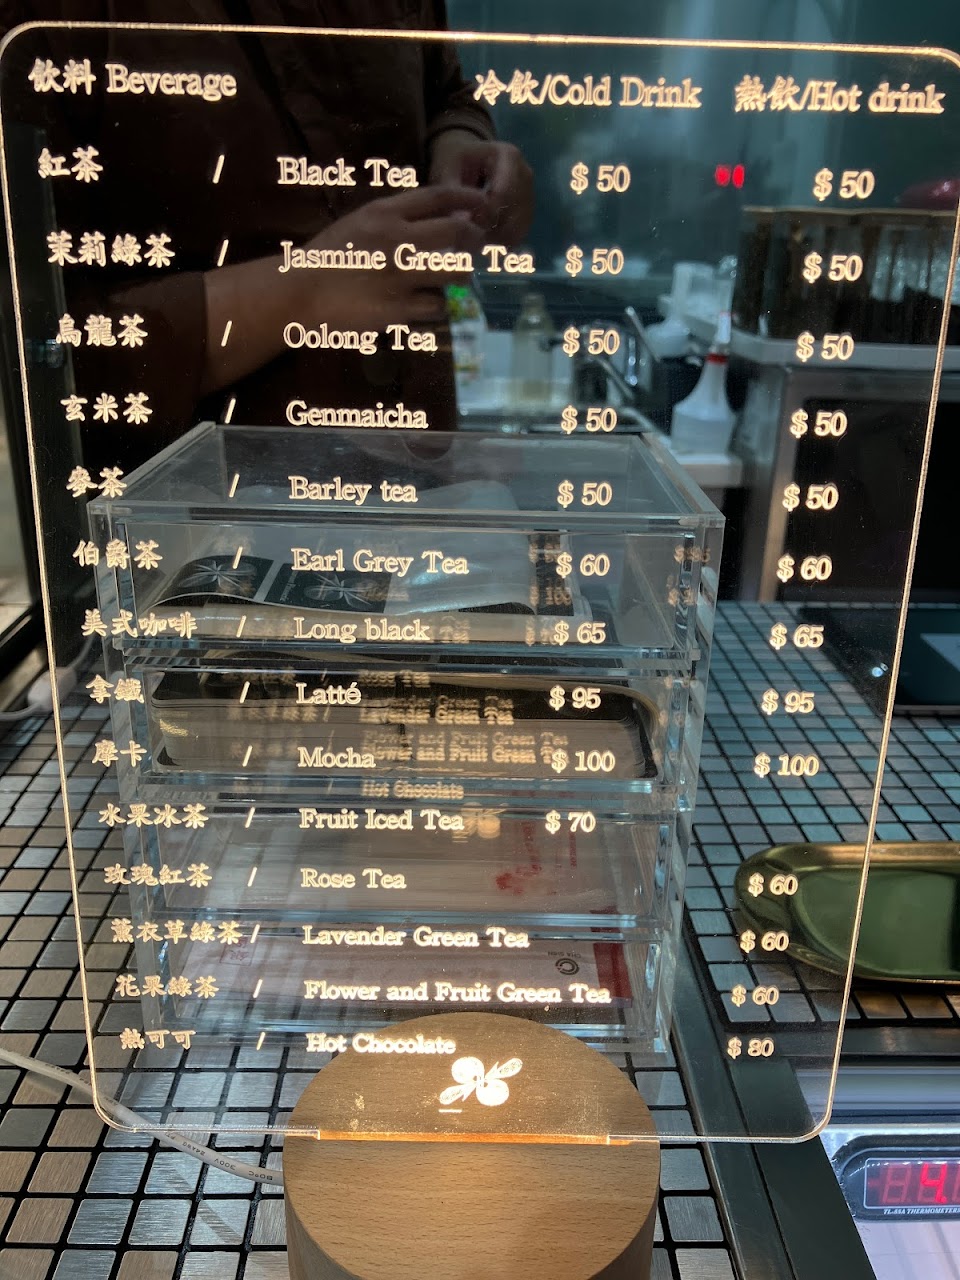 飲料 Beverage 冷飲/Cold Drink 熱飲/Hot drink
紅茶 / Black Tea $ 50 $ 50
茉莉綠茶 / Jasmine Green Tea $ 50 $ 50
烏龍茶 / Oolong Tea $ 50 $ 50
玄米茶 / Genmaicha $ 50 $ 50
麥茶 / Barley tea $ 50 $ 50
伯爵茶 / Earl Grey Tea $ 60 $ 60
美式咖啡 / Long black $ 65 $ 65
拿鐵 / Latté $ 95 $ 95
摩卡 / Mocha $ 100 $ 100
水果冰茶 / Fruit Iced Tea $ 70
玫瑰紅茶 / Rose Tea $ 60
薰衣草綠茶 / Lavender Green Tea $ 60
花果綠茶 / Flower and Fruit Green Tea $ 60
熱可可 / Hot Chocolate $ 80